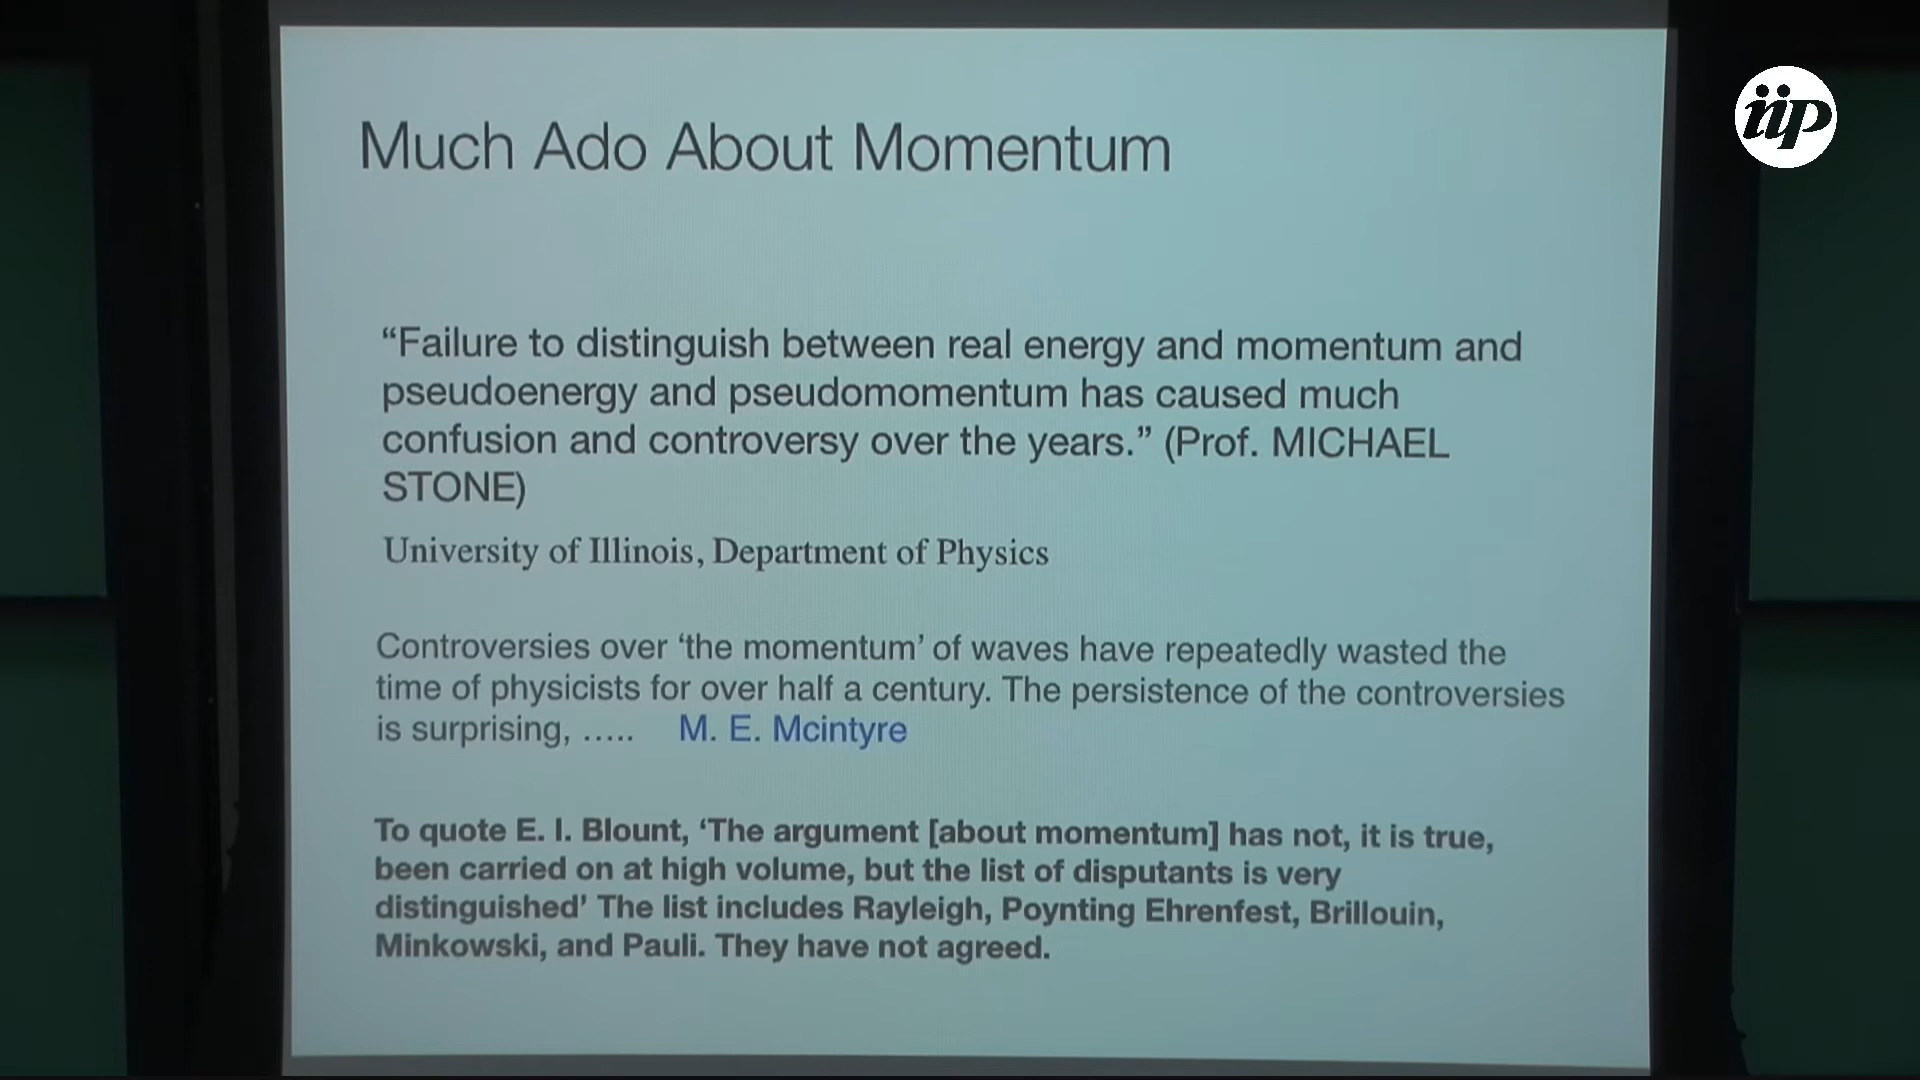 iip
Much Ado About Momentum
“Failure to distinguish between real energy and momentum and
pseudoenergy and pseudomomentum has caused much
confusion and controversy over the years.” (Prof. MICHAEL
STONE)
University of Illinois, Department of Physics
Controversies over ‘the momentum’ of waves have repeatedly wasted the
time of physicists for over half a century. The persistence of the controversies
is surprising, ..... M. E. Mcintyre
To quote E. I. Blount, ‘The argument [about momentum] has not, it is true,
been carried on at high volume, but the list of disputants is very
distinguished’ The list includes Rayleigh, Poynting Ehrenfest, Brillouin,
Minkowski, and Pauli. They have not agreed.